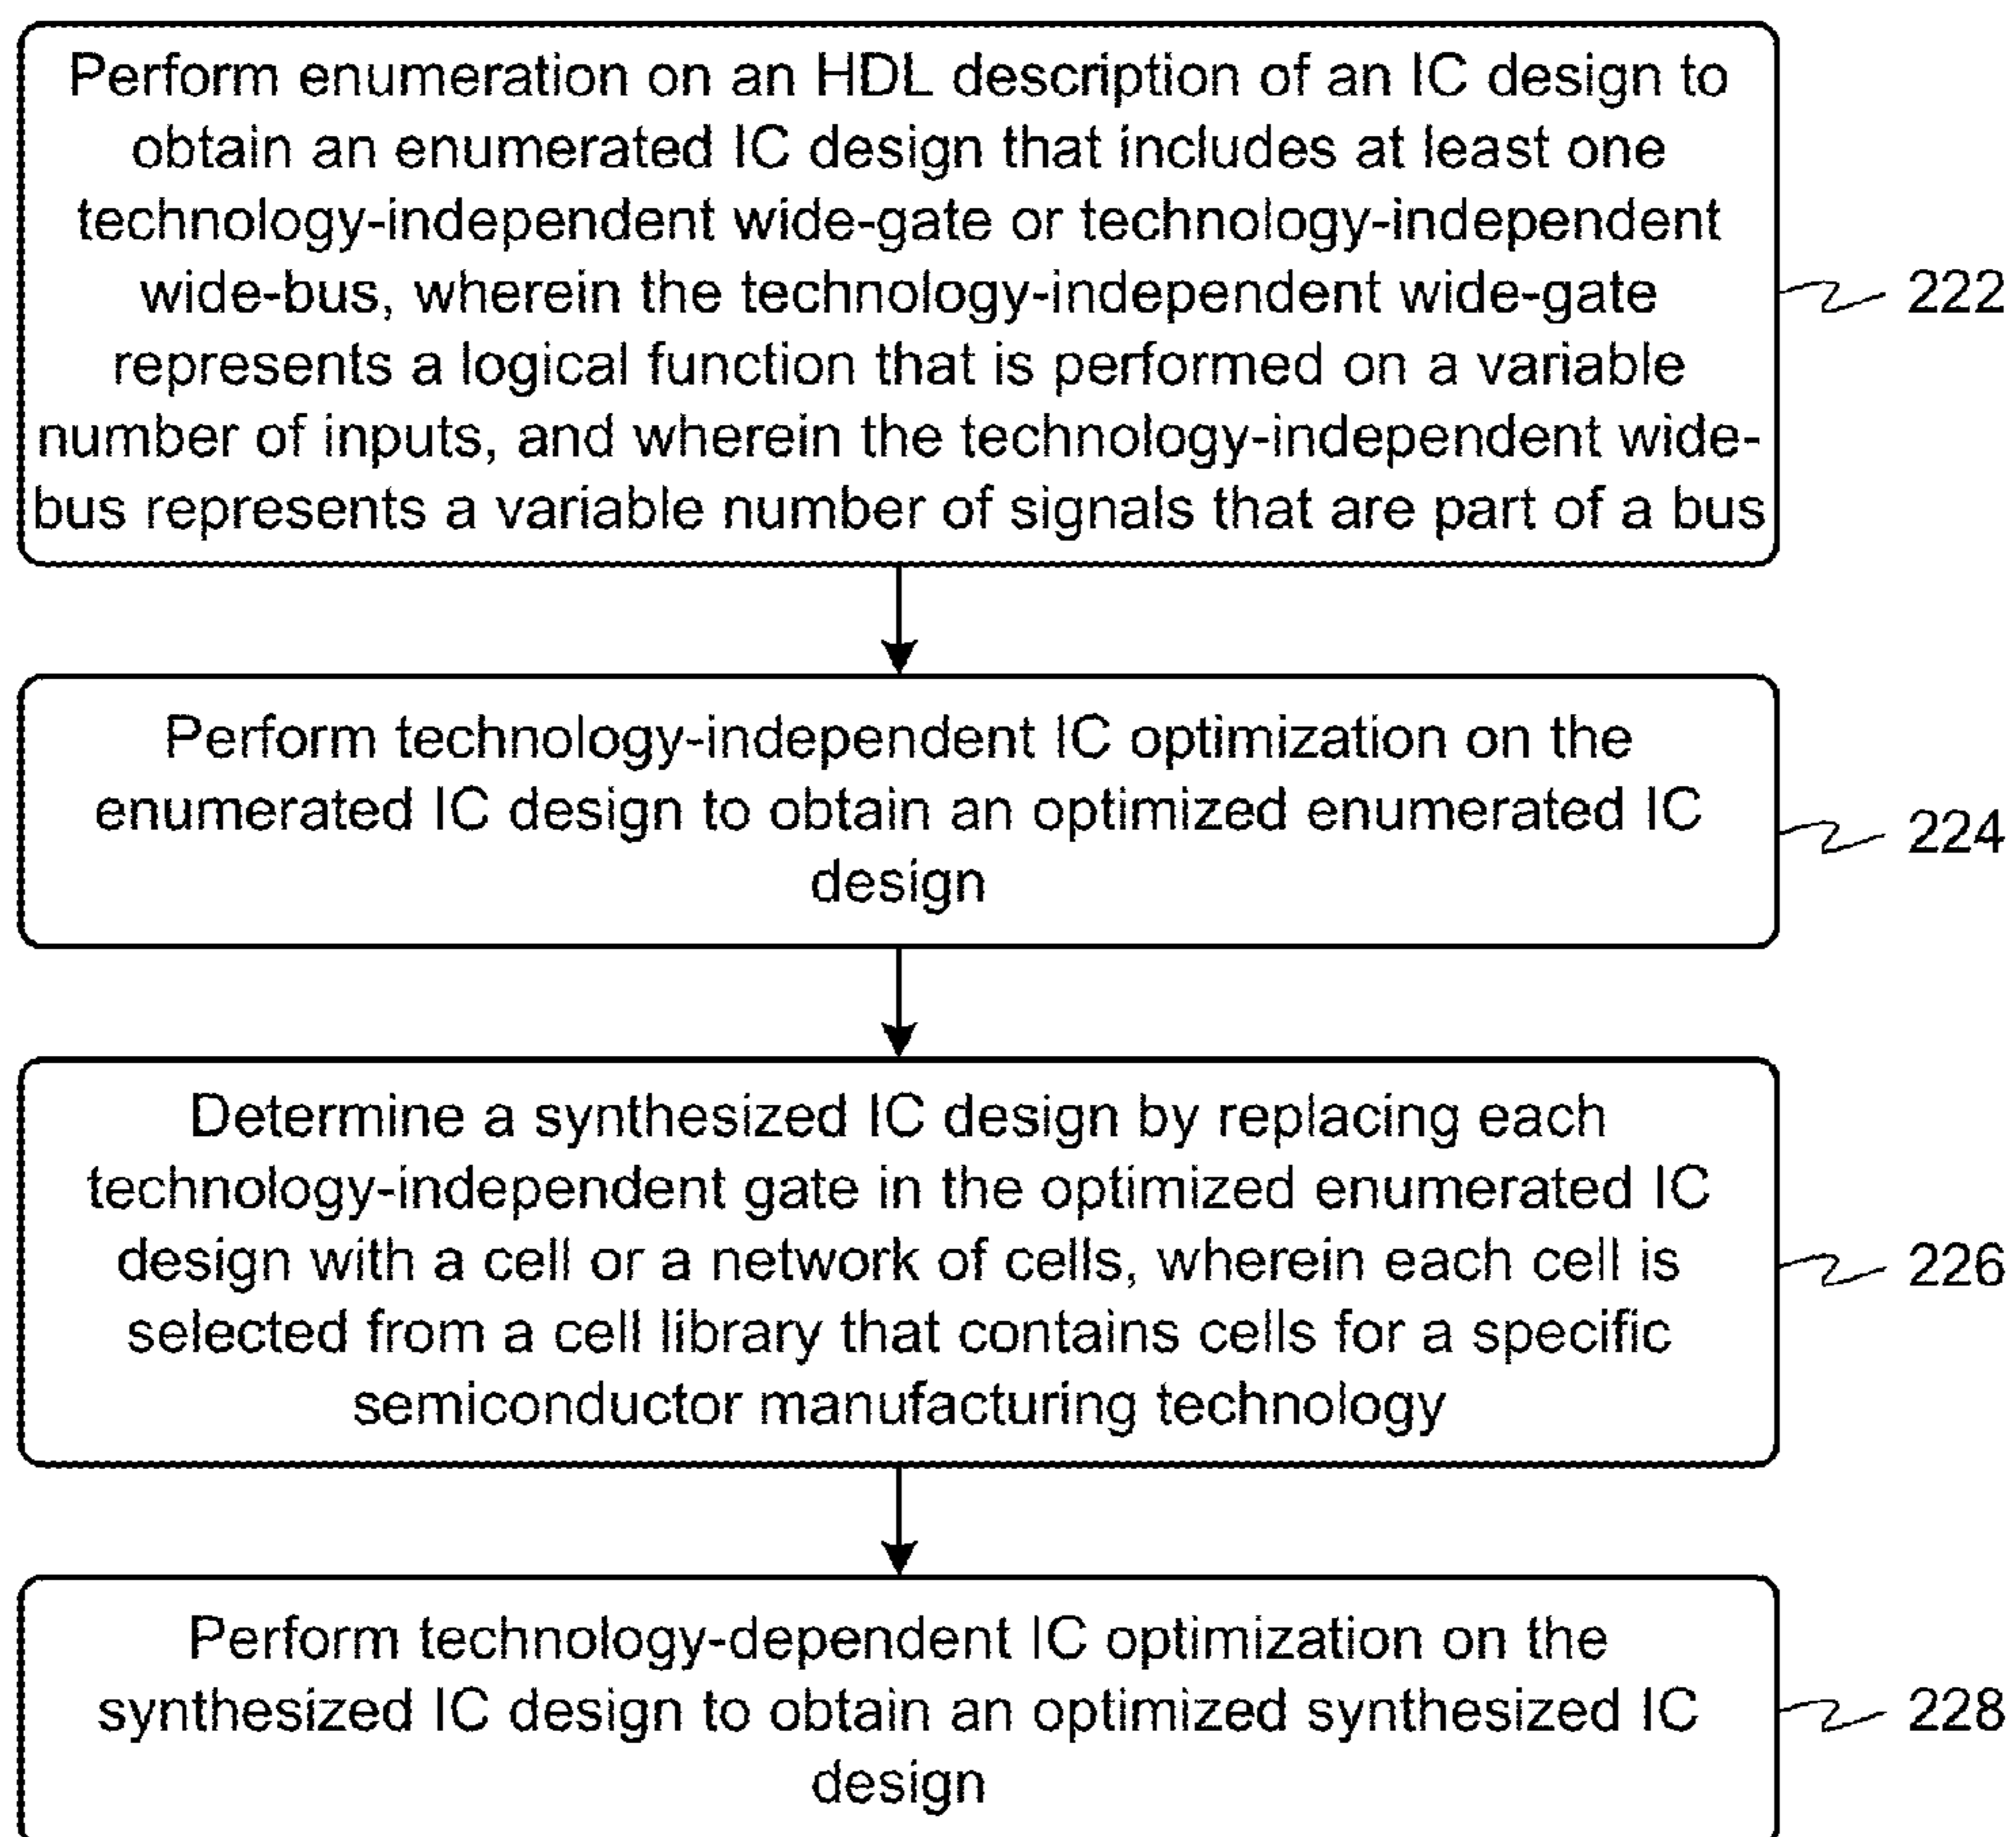 Perform enumeration on an HDL description of an IC design to
obtain an enumerated IC design that includes at least one
technology-independent wide-gate or technology-independent
wide-bus, wherein the technology-independent wide-gate
represents a logical function that is performed on a variable
number of inputs, and wherein the technology-independent wide-
bus represents a variable number of signals that are part of a bus
222
Perform technology-independent IC optimization on the
enumerated IC design to obtain an optimized enumerated IC
design
224
Determine a synthesized IC design by replacing each
technology-independent gate in the optimized enumerated IC
design with a cell or a network of cells, wherein each cell is
selected from a cell library that contains cells for a specific
semiconductor manufacturing technology
226
Perform technology-dependent IC optimization on the
synthesized IC design to obtain an optimized synthesized IC
design
228